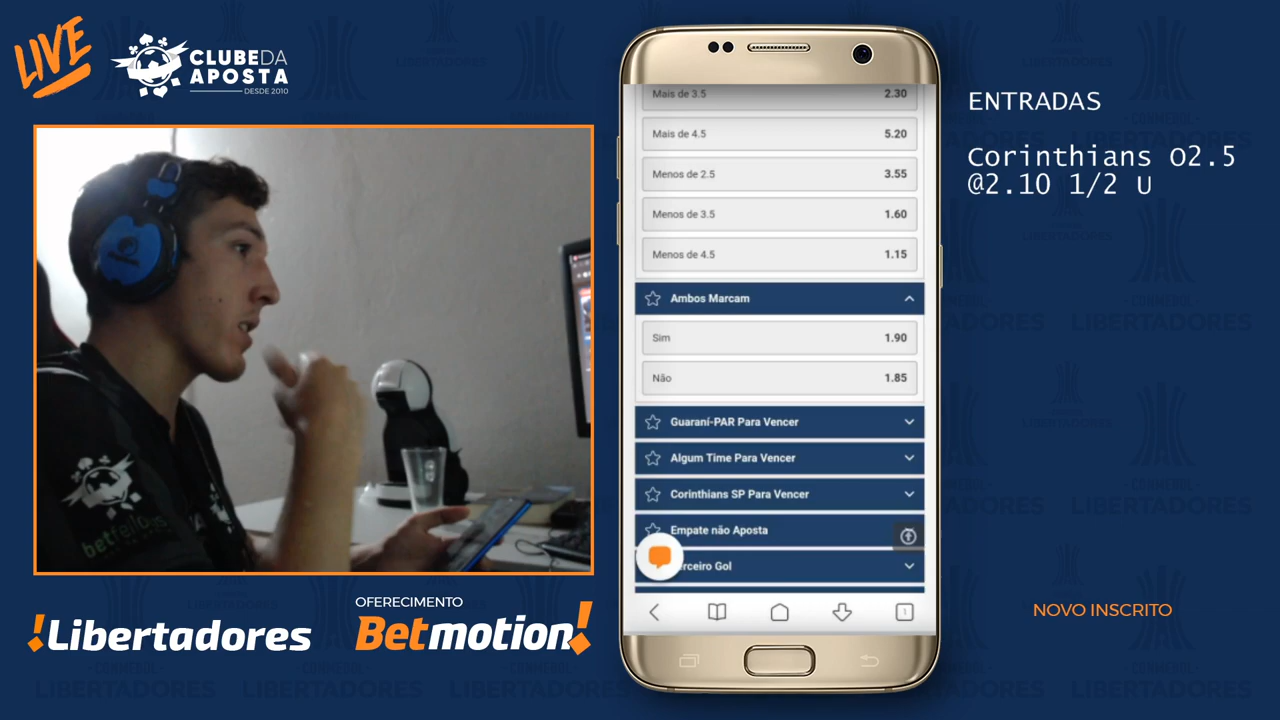 LIVE
CLUBEDA
APOSTA
DESDE 2010
Mais de 3.5 2.30
Mais de 4.5 5.20
Menos de 2.5 3.55
Menos de 3.5 1.60
Menos de 4.5 1.15
Ambos Marcam
Sim 1.90
Não 1.85
Guaraní-PAR Para Vencer
Algum Time Para Vencer
Corinthians SP Para Vencer
Empate não Aposta
erceiro Gol
1
ENTRADAS
Corinthians O2.5
@2.10 1/2 U
NOVO INSCRITO
!Libertadores
OFERECIMENTO
Betmotion!
LIBERTADORES